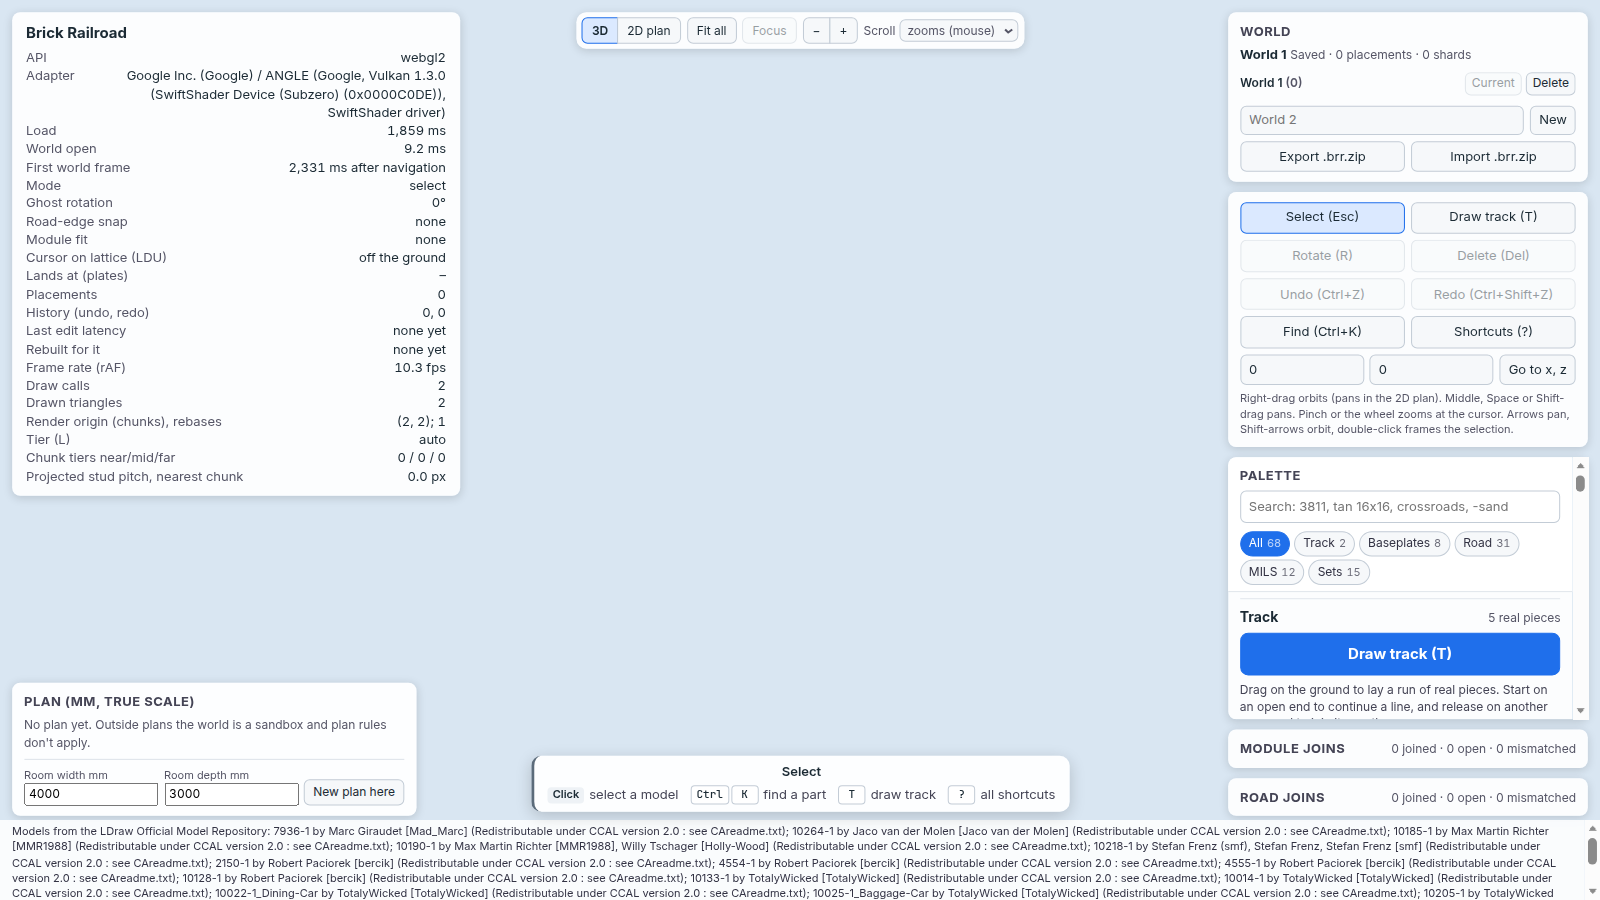 Brick Railroad
API webgl2
Adapter Google Inc. (Google) / ANGLE (Google, Vulkan 1.3.0
(SwiftShader Device (Subzero) (0x0000C0DE)),
SwiftShader driver)
Load 1,859 ms
World open 9.2 ms
First world frame 2,331 ms after navigation
Mode select
Ghost rotation 0°
Road-edge snap none
Module fit none
Cursor on lattice (LDU) off the ground
Lands at (plates) –
Placements 0
History (undo, redo) 0, 0
Last edit latency none yet
Rebuilt for it none yet
Frame rate (rAF) 10.3 fps
Draw calls 2
Drawn triangles 2
Render origin (chunks), rebases (2, 2); 1
Tier (L) auto
Chunk tiers near/mid/far 0 / 0 / 0
Projected stud pitch, nearest chunk 0.0 px
3D 2D plan Fit all Focus − + Scroll zooms (mouse)
WORLD
World 1 Saved · 0 placements · 0 shards
World 1 (0) Current Delete
World 2 New
Export .brr.zip Import .brr.zip
Select (Esc) Draw track (T)
Rotate (R) Delete (Del)
Undo (Ctrl+Z) Redo (Ctrl+Shift+Z)
Find (Ctrl+K) Shortcuts (?)
0 0 Go to x, z
Right-drag orbits (pans in the 2D plan). Middle, Space or Shift-
drag pans. Pinch or the wheel zooms at the cursor. Arrows pan,
Shift-arrows orbit, double-click frames the selection.
PALETTE
Search: 3811, tan 16x16, crossroads, -sand
All 68 Track 2 Baseplates 8 Road 31
MILS 12 Sets 15
Track 5 real pieces
Draw track (T)
Drag on the ground to lay a run of real pieces. Start on
an open end to continue a line, and release on another
MODULE JOINS 0 joined · 0 open · 0 mismatched
ROAD JOINS 0 joined · 0 open · 0 mismatched
PLAN (MM, TRUE SCALE)
No plan yet. Outside plans the world is a sandbox and plan rules
don't apply.
Room width mm Room depth mm
4000 3000 New plan here
Select
Click select a model Ctrl K find a part T draw track ? all shortcuts
Models from the LDraw Official Model Repository: 7936-1 by Marc Giraudet [Mad_Marc] (Redistributable under CCAL version 2.0 : see CAreadme.txt); 10264-1 by Jaco van der Molen [Jaco van der Molen] (Redistributable under CCAL version 2.0 : see CAreadme.txt); 10185-1 by Max Martin Richter
[MMR1988] (Redistributable under CCAL version 2.0 : see CAreadme.txt); 10190-1 by Max Martin Richter [MMR1988], Willy Tschager [Holly-Wood] (Redistributable under CCAL version 2.0 : see CAreadme.txt); 10218-1 by Stefan Frenz (smf), Stefan Frenz, Stefan Frenz [smf] (Redistributable under
CCAL version 2.0 : see CAreadme.txt); 2150-1 by Robert Paciorek [bercik] (Redistributable under CCAL version 2.0 : see CAreadme.txt); 4554-1 by Robert Paciorek [bercik] (Redistributable under CCAL version 2.0 : see CAreadme.txt); 4555-1 by Robert Paciorek [bercik] (Redistributable under CCAL
version 2.0 : see CAreadme.txt); 10128-1 by Robert Paciorek [bercik] (Redistributable under CCAL version 2.0 : see CAreadme.txt); 10133-1 by TotalyWicked [TotalyWicked] (Redistributable under CCAL version 2.0 : see CAreadme.txt); 10014-1 by TotalyWicked [TotalyWicked] (Redistributable under
CCAL version 2.0 : see CAreadme.txt); 10022-1_Dining-Car by TotalyWicked [TotalyWicked] (Redistributable under CCAL version 2.0 : see CAreadme.txt); 10025-1_Baggage-Car by TotalyWicked [TotalyWicked] (Redistributable under CCAL version 2.0 : see CAreadme.txt); 10205-1 by TotalyWicked